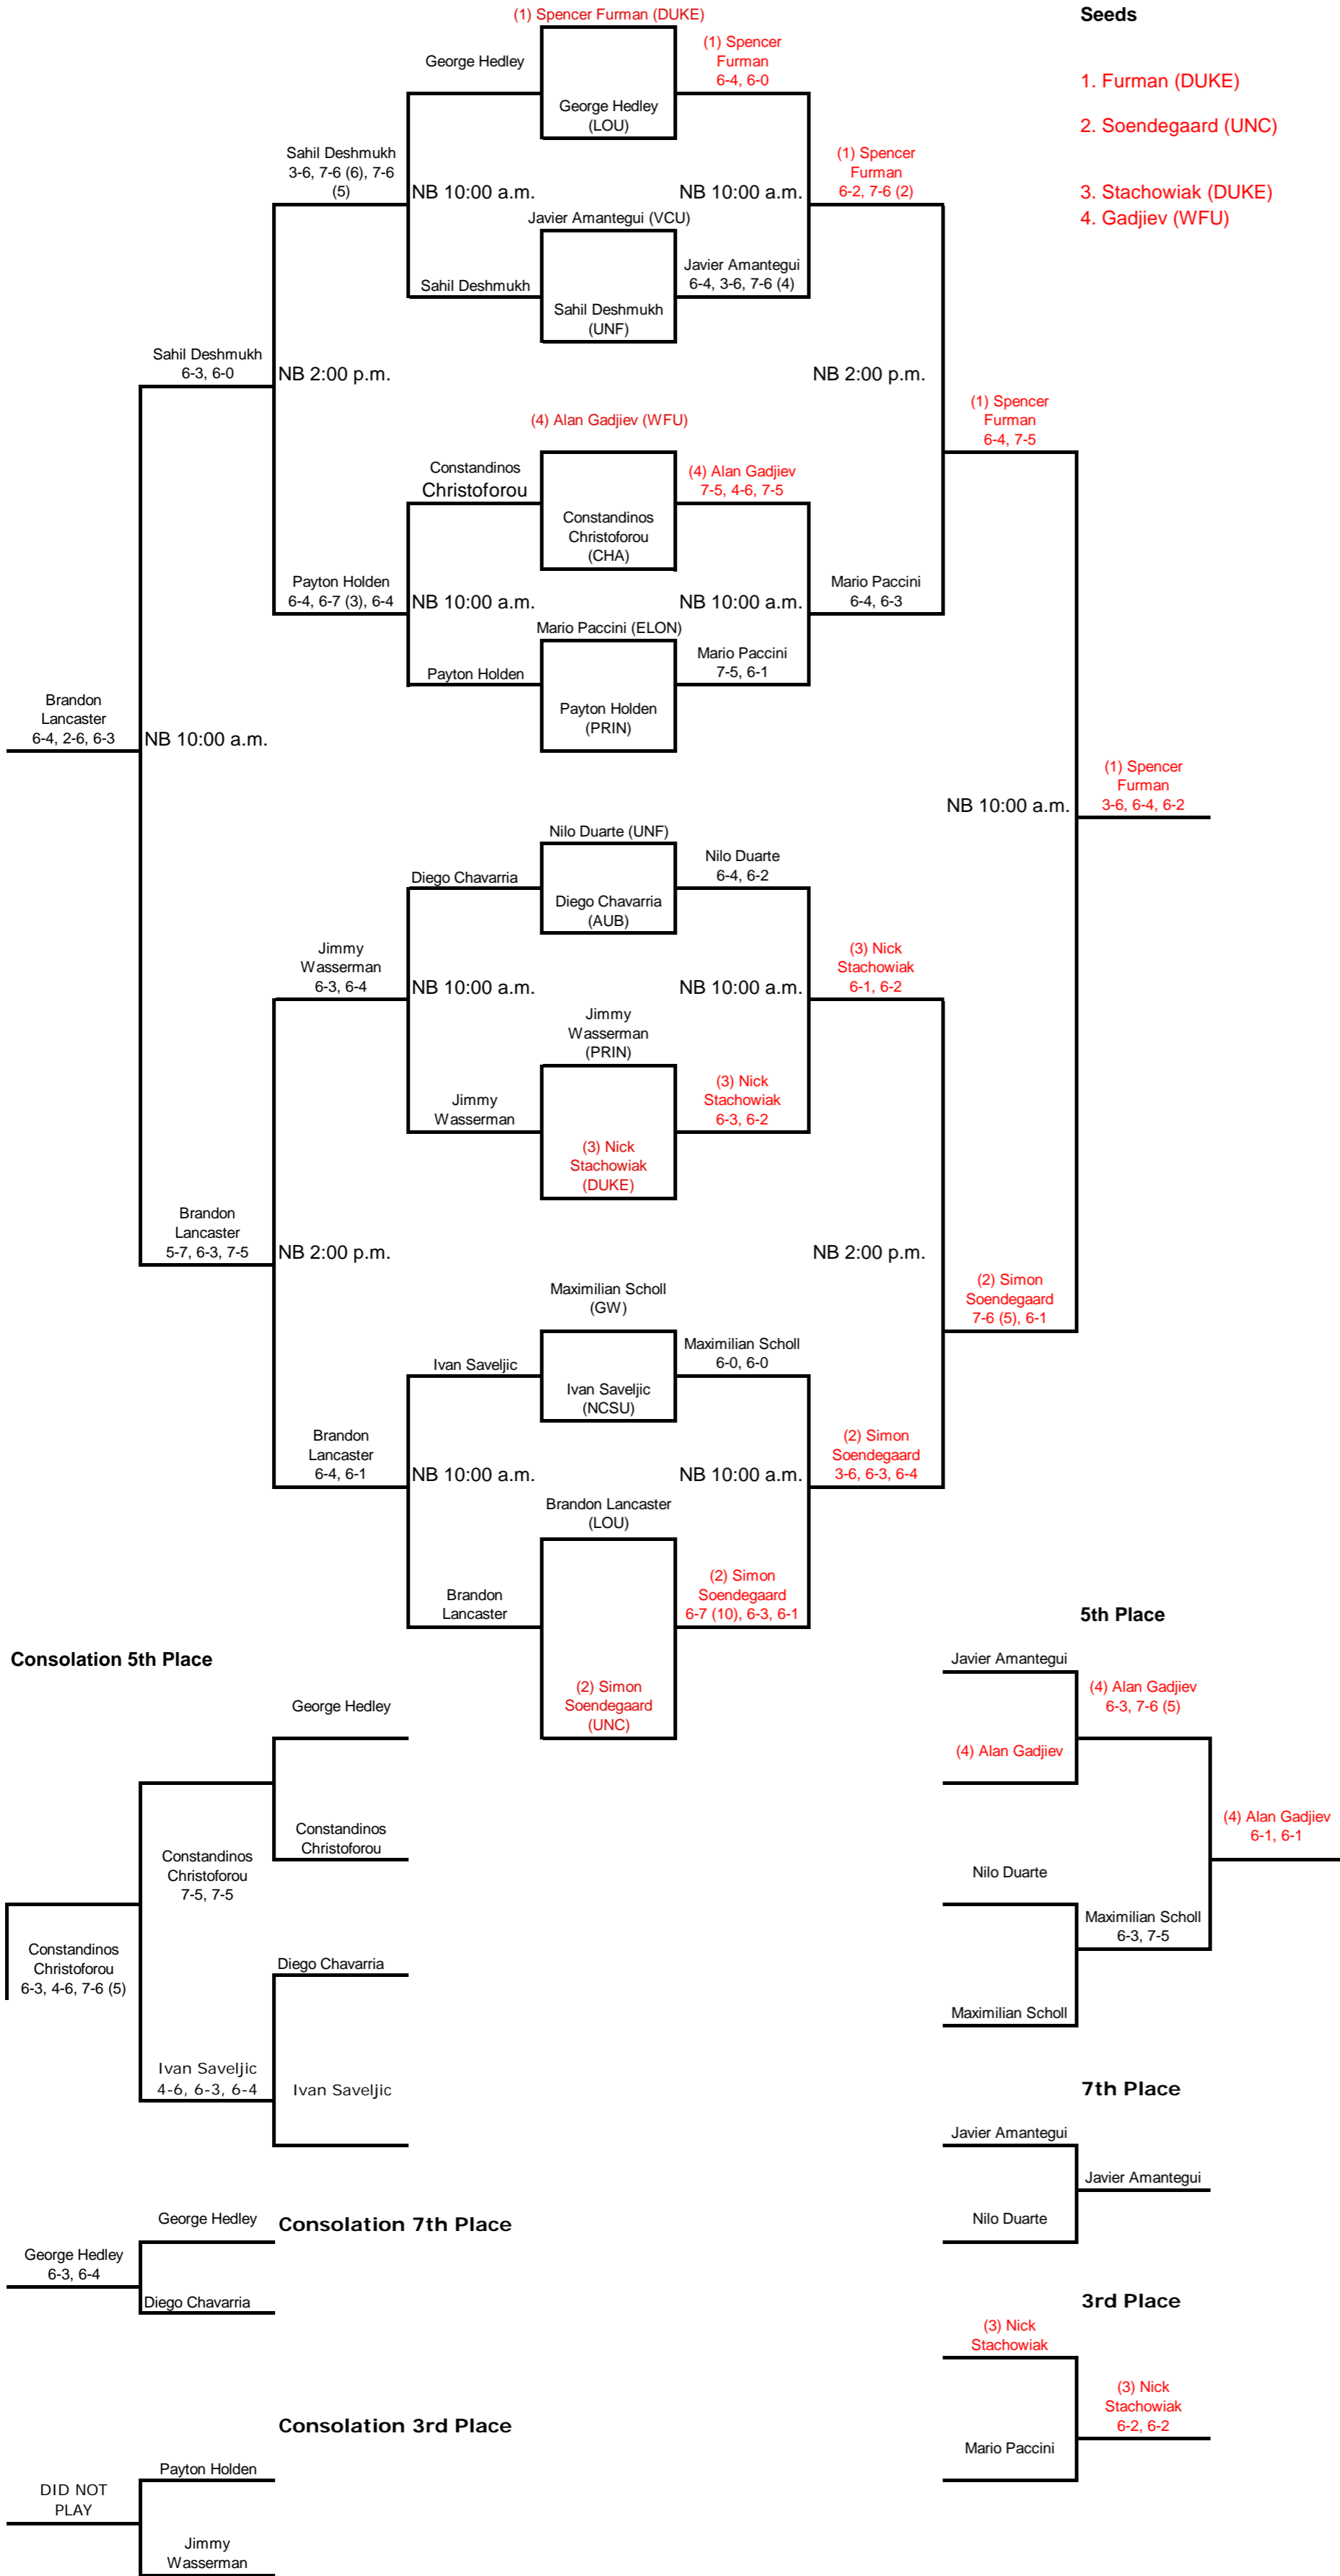 (1) Spencer Furman (DUKE)
Seeds
George Hedley
(1) Spencer
Furman
6-4, 6-0
1. Furman (DUKE)
George Hedley
(LOU)
2. Soendegaard (UNC)
Sahil Deshmukh
3-6, 7-6 (6), 7-6
(5)
NB 10:00 a.m.
NB 10:00 a.m.
(1) Spencer
Furman
6-2, 7-6 (2)
3. Stachowiak (DUKE)
4. Gadjiev (WFU)
Javier Amantegui (VCU)
Sahil Deshmukh
Javier Amantegui
6-4, 3-6, 7-6 (4)
Sahil Deshmukh
(UNF)
Sahil Deshmukh
6-3, 6-0
NB 2:00 p.m.
NB 2:00 p.m.
(4) Alan Gadjiev (WFU)
(1) Spencer
Furman
6-4, 7-5
Constandinos
Christoforou
(4) Alan Gadjiev
7-5, 4-6, 7-5
Constandinos
Christoforou
(CHA)
Payton Holden
6-4, 6-7 (3), 6-4
NB 10:00 a.m.
NB 10:00 a.m.
Mario Paccini
6-4, 6-3
Mario Paccini (ELON)
Payton Holden
Mario Paccini
7-5, 6-1
Payton Holden
(PRIN)
Brandon
Lancaster
6-4, 2-6, 6-3
NB 10:00 a.m.
NB 10:00 a.m.
(1) Spencer
Furman
3-6, 6-4, 6-2
Nilo Duarte (UNF)
Diego Chavarria
Nilo Duarte
6-4, 6-2
Diego Chavarria
(AUB)
Jimmy
Wasserman
6-3, 6-4
NB 10:00 a.m.
NB 10:00 a.m.
(3) Nick
Stachowiak
6-1, 6-2
Jimmy
Wasserman
(PRIN)
Jimmy
Wasserman
(3) Nick
Stachowiak
6-3, 6-2
(3) Nick
Stachowiak
(DUKE)
Brandon
Lancaster
5-7, 6-3, 7-5
NB 2:00 p.m.
NB 2:00 p.m.
Maximilian Scholl
(GW)
(2) Simon
Soendegaard
7-6 (5), 6-1
Ivan Saveljic
Maximilian Scholl
6-0, 6-0
Ivan Saveljic
(NCSU)
Brandon
Lancaster
6-4, 6-1
NB 10:00 a.m.
NB 10:00 a.m.
(2) Simon
Soendegaard
3-6, 6-3, 6-4
Brandon Lancaster
(LOU)
Brandon
Lancaster
(2) Simon
Soendegaard
6-7 (10), 6-3, 6-1
(2) Simon
Soendegaard
(UNC)
Consolation 5th Place
George Hedley
Constandinos
Christoforou
Constandinos
Christoforou
7-5, 7-5
Constandinos
Christoforou
6-3, 4-6, 7-6 (5)
Diego Chavarria
Ivan Saveljic
4-6, 6-3, 6-4
Ivan Saveljic
5th Place
Javier Amantegui
(4) Alan Gadjiev
6-3, 7-6 (5)
(4) Alan Gadjiev
(4) Alan Gadjiev
6-1, 6-1
Nilo Duarte
Maximilian Scholl
6-3, 7-5
Maximilian Scholl
7th Place
Javier Amantegui
Javier Amantegui
Nilo Duarte
George Hedley
Consolation 7th Place
George Hedley
6-3, 6-4
Diego Chavarria
3rd Place
(3) Nick
Stachowiak
(3) Nick
Stachowiak
6-2, 6-2
Mario Paccini
Consolation 3rd Place
Payton Holden
DID NOT
PLAY
Jimmy
Wasserman